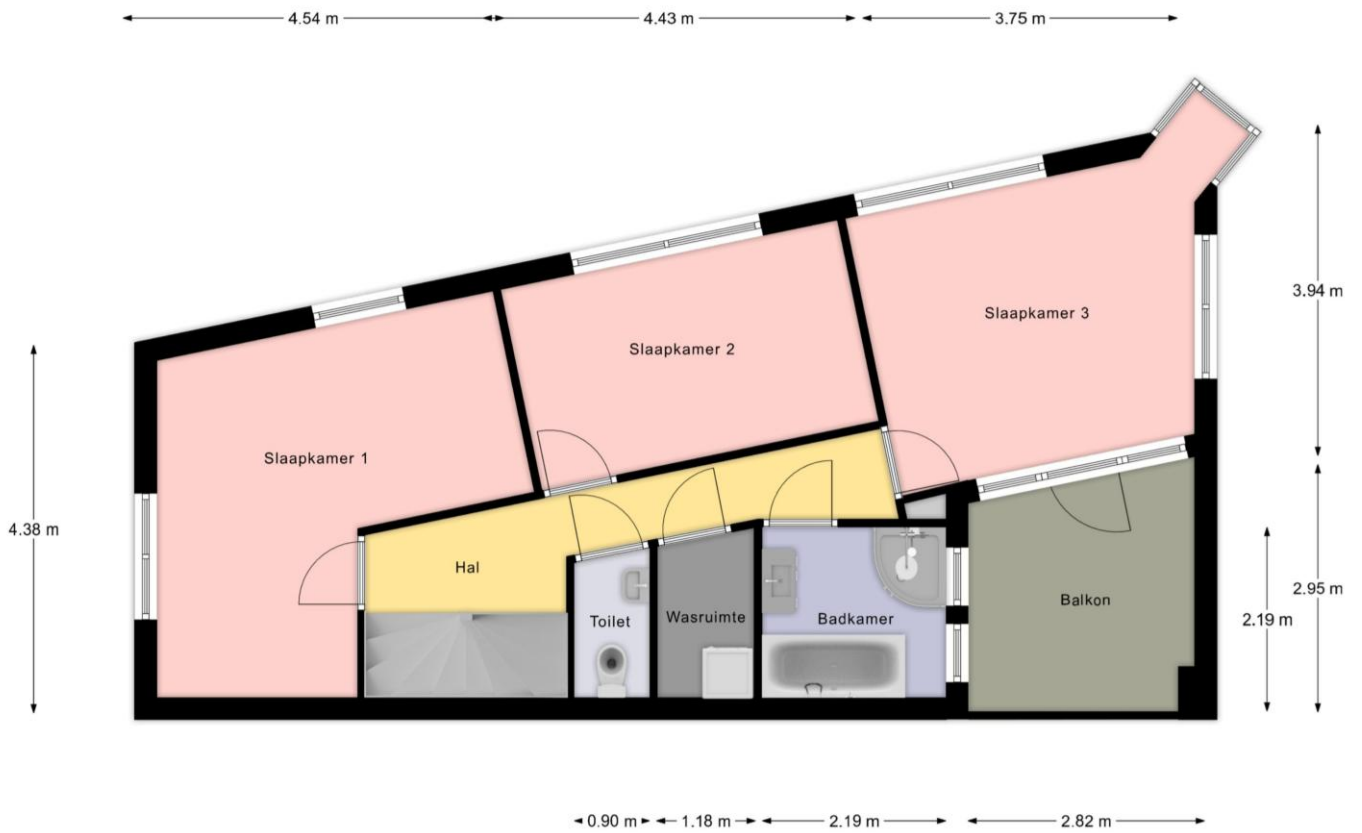 4.54 m
4.43 m
3.75 m
3.94 m
Slaapkamer 3
Slaapkamer 2
Slaapkamer 1
4.38 m
Hal
2.95 m
Balkon
2.19 m
Toilet
Wasruimte
Badkamer
0.90 m
1.18 m
2.19 m
2.82 m